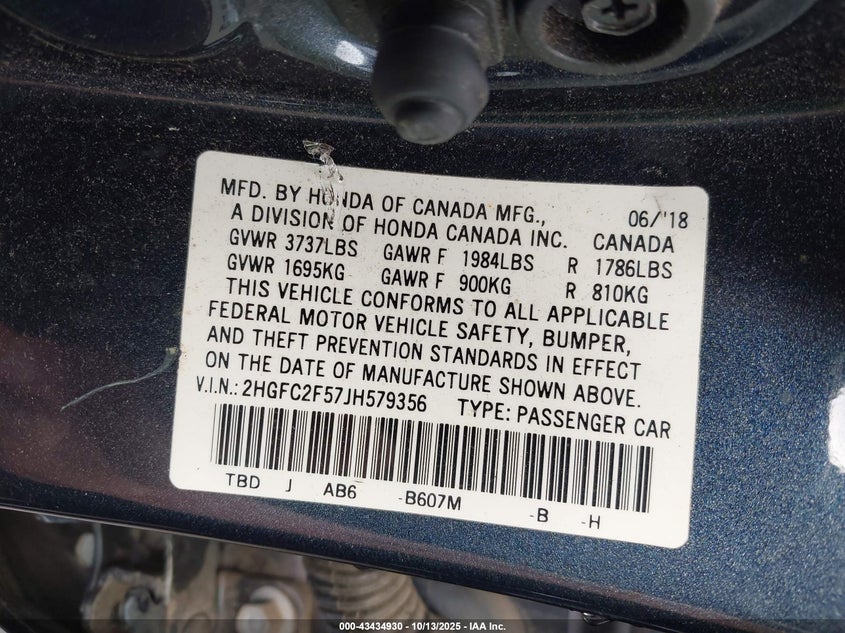 MFD. BY HONDA OF CANADA MFG., 06/'18
A DIVISION OF HONDA CANADA INC. CANADA
GVWR 3737LBS GAWR F 1984LBS R 1786LBS
GVWR 1695KG GAWR F 900KG R 810KG
THIS VEHICLE CONFORMS TO ALL APPLICABLE
FEDERAL MOTOR VEHICLE SAFETY, BUMPER,
AND THEFT PREVENTION STANDARDS IN EFFECT
ON THE DATE OF MANUFACTURE SHOWN ABOVE.
V.I.N.: 2HGFC2F57JH579356 TYPE: PASSENGER CAR
TBD J AB6 -B607M -B -H
000-43434930 - 10/13/2025 - IAA Inc.